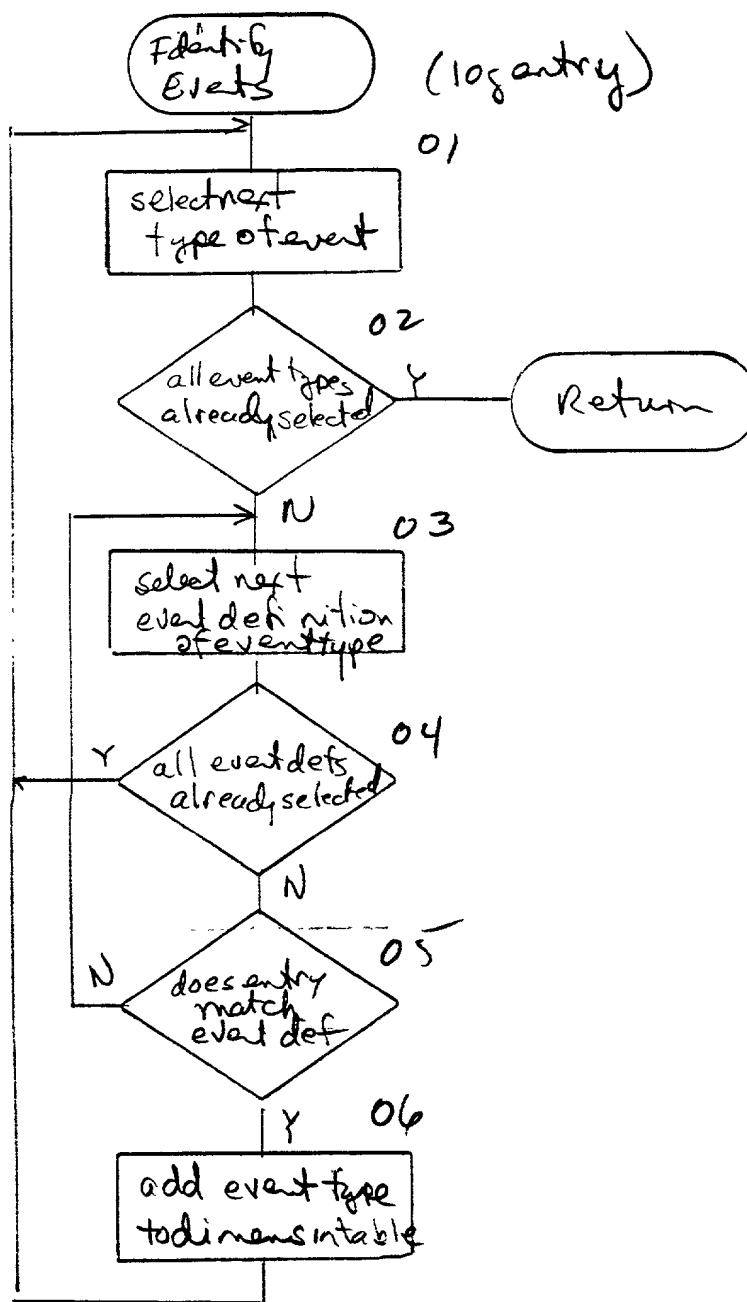 Identify
Events
(log entry)
01
select next
type of event
02
all event types
already selected
Y
Return
N
03
select next
event definition
of event type
04
Y
all event defs
already selected
N
05
N
does entry
match
event def
Y
06
add event type
to dimens in table